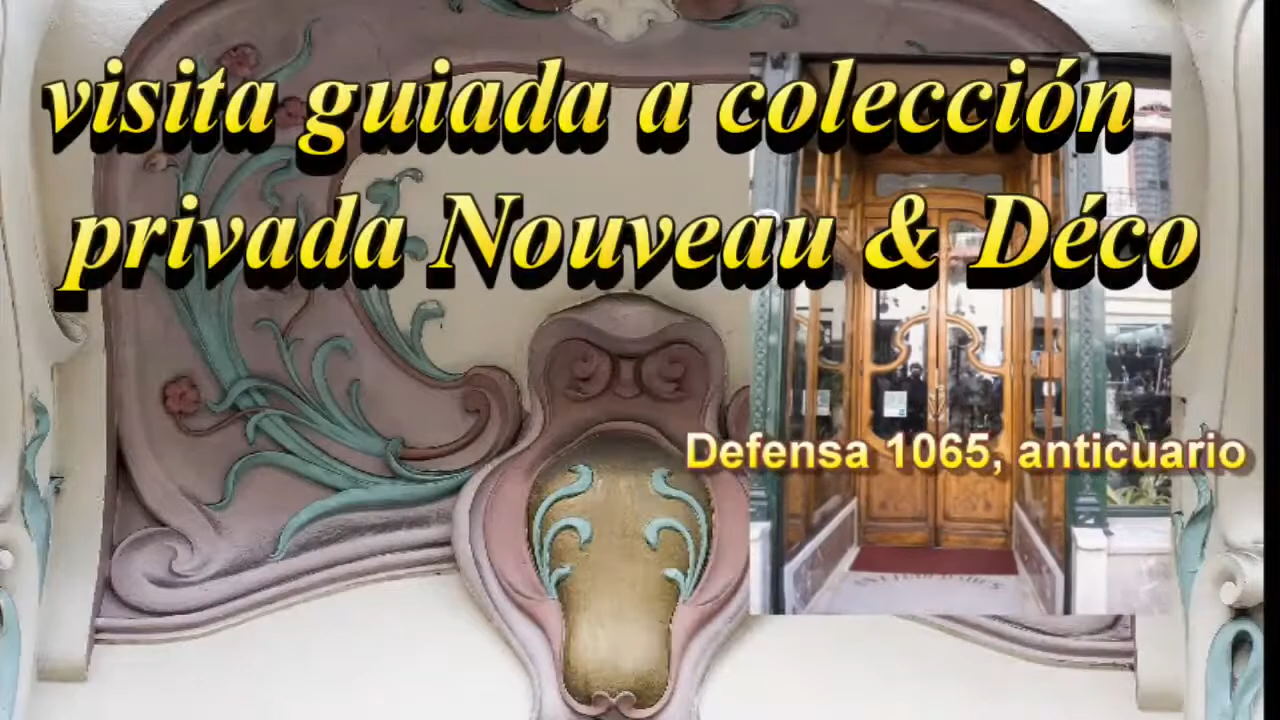 visita guiada a colección
privada Nouveau & Déco
Defensa 1065, anticuario